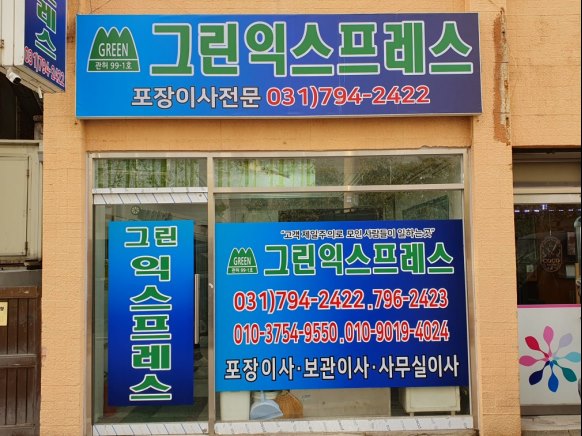 GREEN
관허 99-1호
그린익스프레스
포장이사전문 031)794-2422
031)794-2422
그린
익스프레스
"고객 제일주의로 모인 사람들이 일하는곳"
GREEN
관허 99-1호
그린익스프레스
031)794-2422,796-2423
010-3754-9550,010-9019-4024
포장이사·보관이사·사무실이사